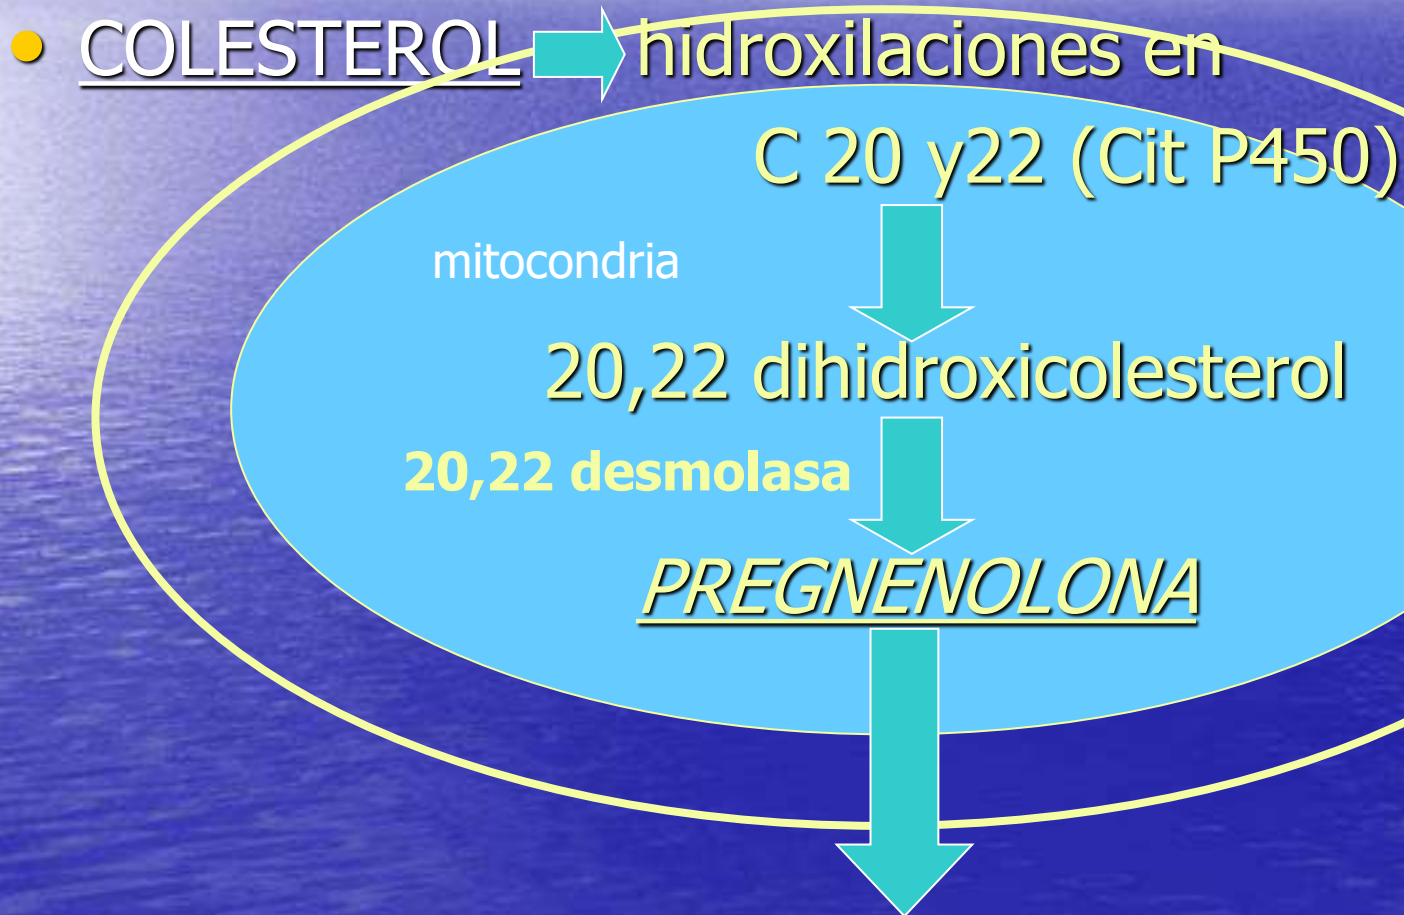 • COLESTEROL hidroxilaciones en
C 20 y22 (Cit P450)
mitocondria
20,22 dihidroxicolesterol
20,22 desmolasa
PREGNENOLONA